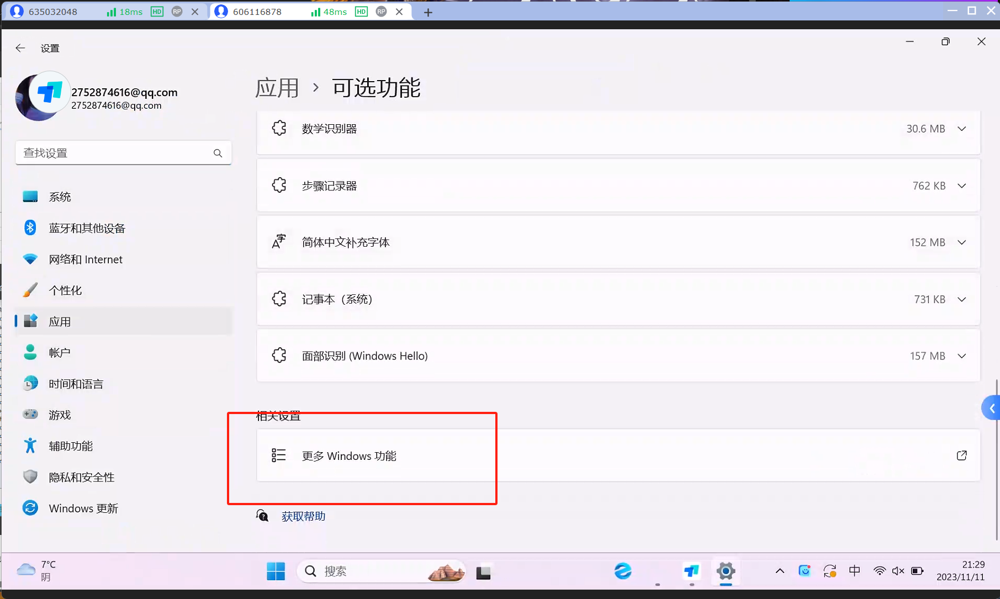 635032048 18ms HD RP 606116878 48ms HD RP
设置
2752874616@qq.com
2752874616@qq.com
查找设置
系统
蓝牙和其他设备
网络和 Internet
个性化
应用
帐户
时间和语言
游戏
辅助功能
隐私和安全性
Windows 更新
应用 > 可选功能
数学识别器 30.6 MB
步骤记录器 762 KB
简体中文补充字体 152 MB
记事本（系统） 731 KB
面部识别 (Windows Hello) 157 MB
相关设置
更多 Windows 功能
获取帮助
7°C
阴
搜索
中
21:29
2023/11/11